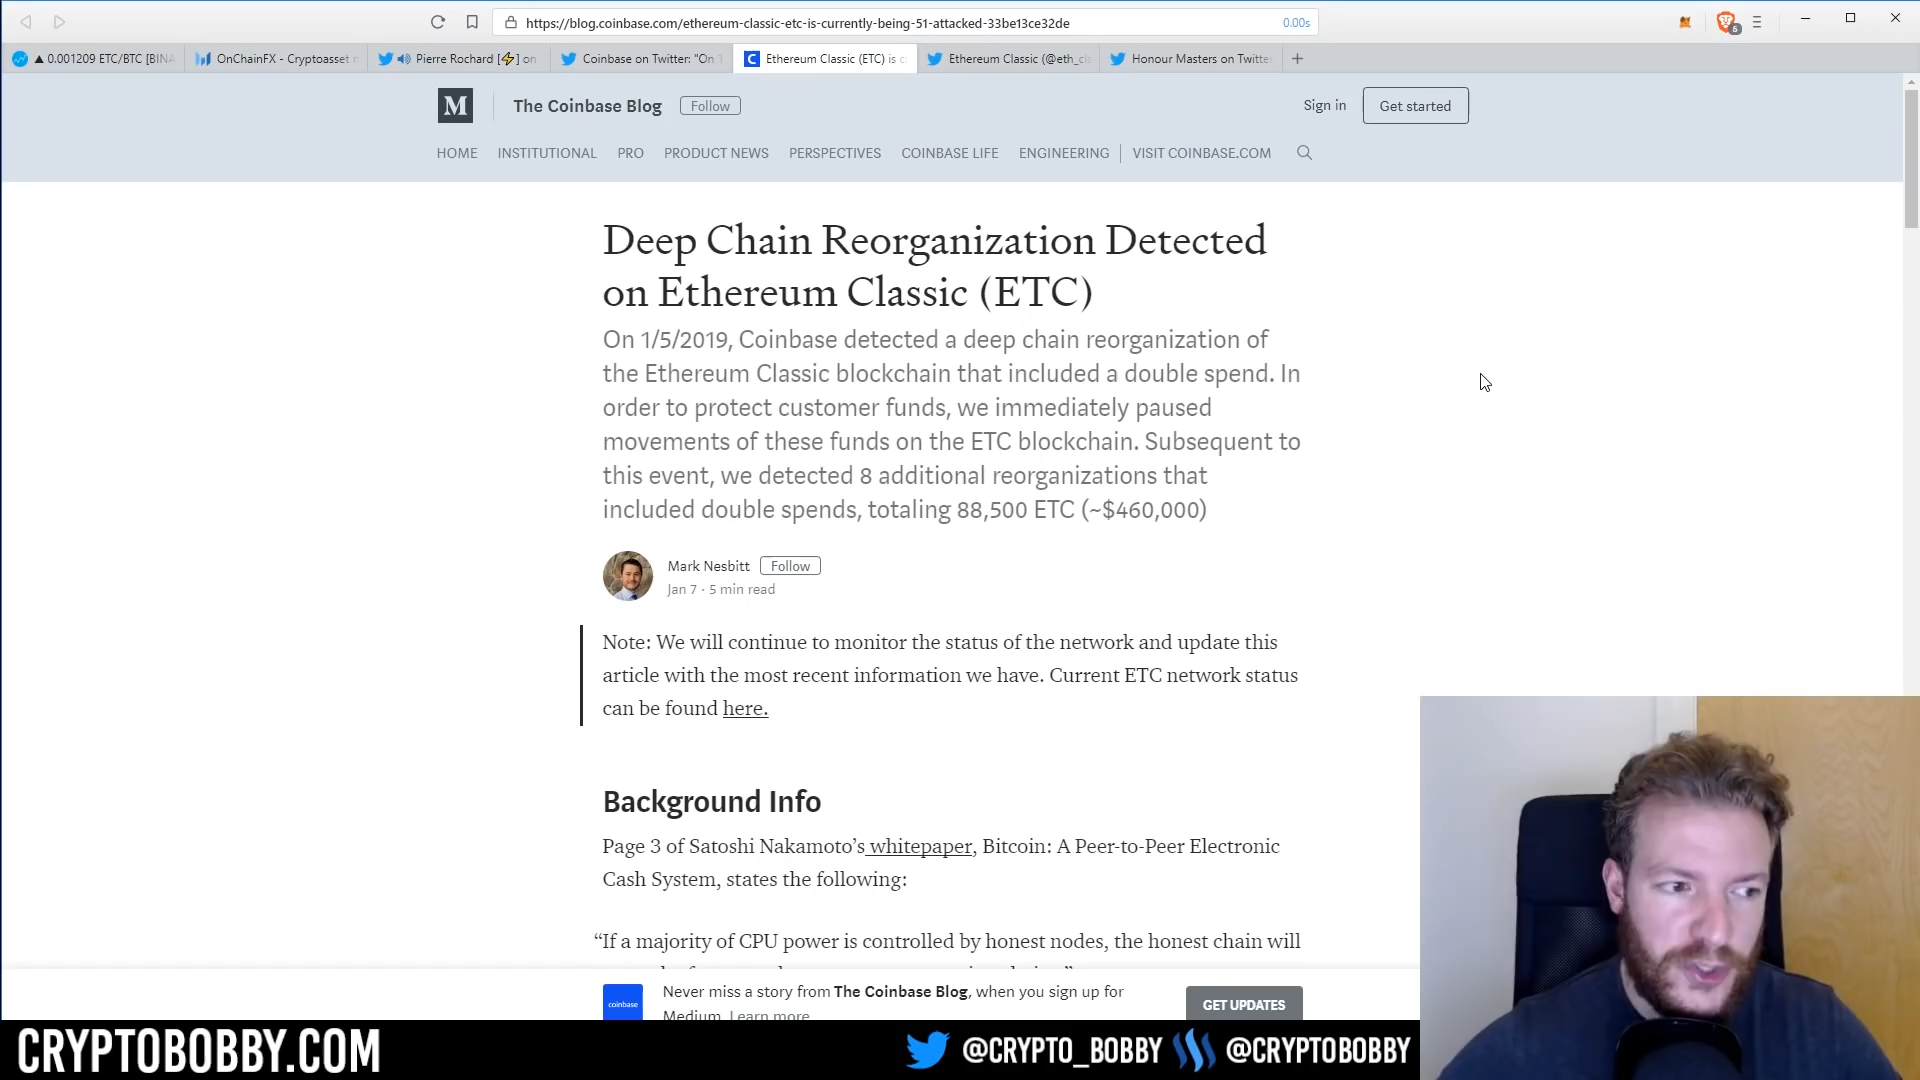 https://blog.coinbase.com/ethereum-classic-etc-is-currently-being-51-attacked-33be13ce32de
0.00s
6
▲ 0.001209 ETC/BTC [BINA
OnChainFX - Cryptoasset
Pierre Rochard [⚡] on
Coinbase on Twitter: "On
Ethereum Classic (ETC) is
Ethereum Classic (@eth_cl
Honour Masters on Twitte
M
The Coinbase Blog
Follow
Sign in
Get started
HOME
INSTITUTIONAL
PRO
PRODUCT NEWS
PERSPECTIVES
COINBASE LIFE
ENGINEERING
VISIT COINBASE.COM
Deep Chain Reorganization Detected
on Ethereum Classic (ETC)
On 1/5/2019, Coinbase detected a deep chain reorganization of
the Ethereum Classic blockchain that included a double spend. In
order to protect customer funds, we immediately paused
movements of these funds on the ETC blockchain. Subsequent to
this event, we detected 8 additional reorganizations that
included double spends, totaling 88,500 ETC (~$460,000)
Mark Nesbitt
Follow
Jan 7 · 5 min read
Note: We will continue to monitor the status of the network and update this
article with the most recent information we have. Current ETC network status
can be found here.
Background Info
Page 3 of Satoshi Nakamoto’s whitepaper, Bitcoin: A Peer-to-Peer Electronic
Cash System, states the following:
“If a majority of CPU power is controlled by honest nodes, the honest chain will
coinbase
Never miss a story from The Coinbase Blog, when you sign up for
Medium. Learn more
GET UPDATES
CRYPTOBOBBY.COM
@CRYPTO_BOBBY
@CRYPTOBOBBY